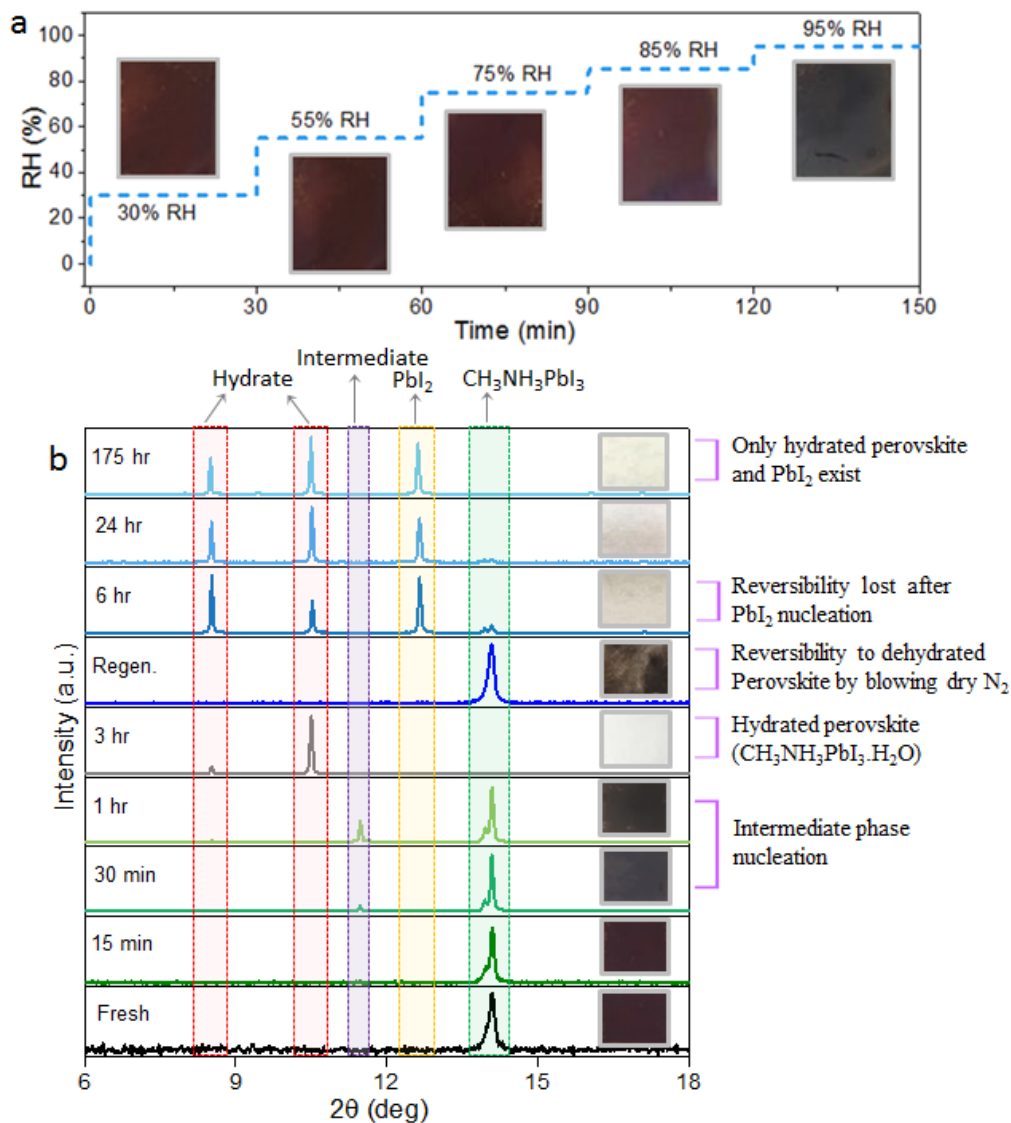 a
RH (%)
100
80
60
40
20
0
30% RH
55% RH
75% RH
85% RH
95% RH
0 30 60 90 120 150
Time (min)
Hydrate
Intermediate
PbI₂
CH₃NH₃PbI₃
b
Intensity (a.u.)
175 hr
Only hydrated perovskite
and PbI₂ exist
24 hr
6 hr
Reversibility lost after
PbI₂ nucleation
Regen.
Reversibility to dehydrated
Perovskite by blowing dry N₂
3 hr
Hydrated perovskite
(CH₃NH₃PbI₃.H₂O)
1 hr
Intermediate phase
nucleation
30 min
15 min
Fresh
6 9 12 15 18
2θ (deg)